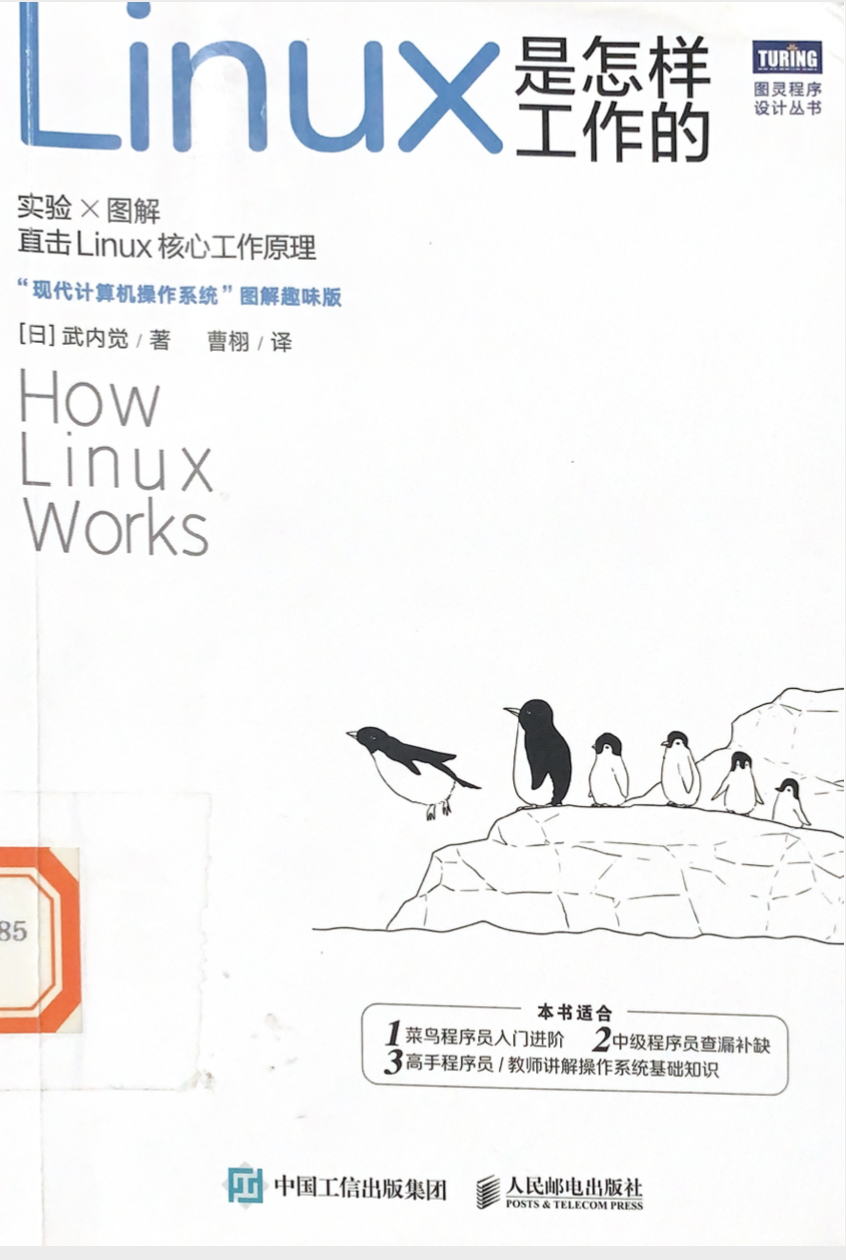 Linux 是怎样
工作的
TURING
图灵程序
设计丛书
实验×图解
直击Linux核心工作原理
“现代计算机操作系统”图解趣味版
[日] 武内觉 / 著 曹栩 / 译
How
Linux
Works
85
本书适合
1 菜鸟程序员入门进阶 2 中级程序员查漏补缺
3 高手程序员 / 教师讲解操作系统基础知识
中国工信出版集团
人民邮电出版社
POSTS & TELECOM PRESS